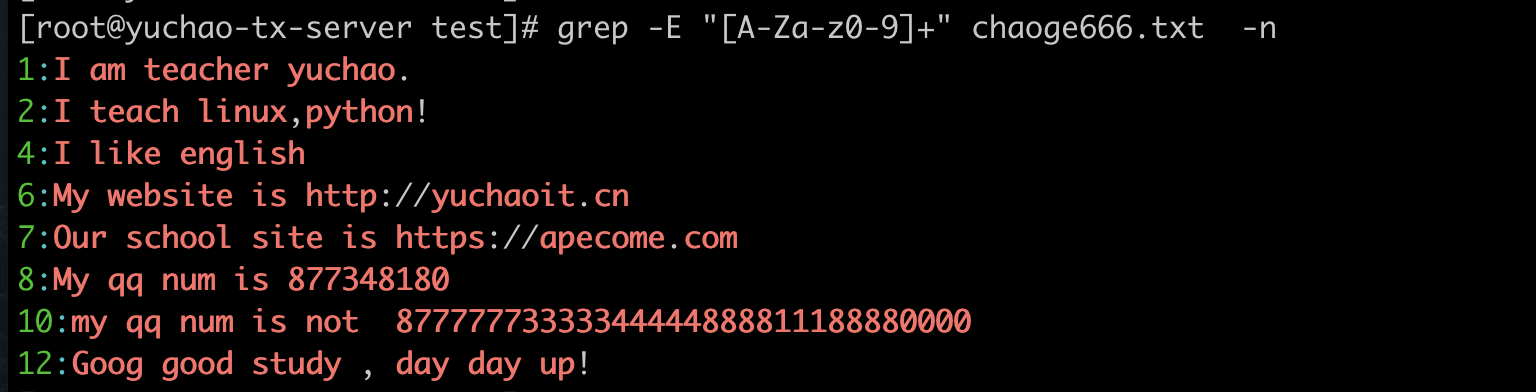 [root@yuchao-tx-server test]# grep -E "[A-Za-z0-9]+" chaoge666.txt  -n
1:I am teacher yuchao.
2:I teach linux,python!
4:I like english
6:My website is http://yuchaoit.cn
7:Our school site is https://apecome.com
8:My qq num is 877348180
10:my qq num is not  87777773333344444888811188880000
12:Goog good study , day day up!